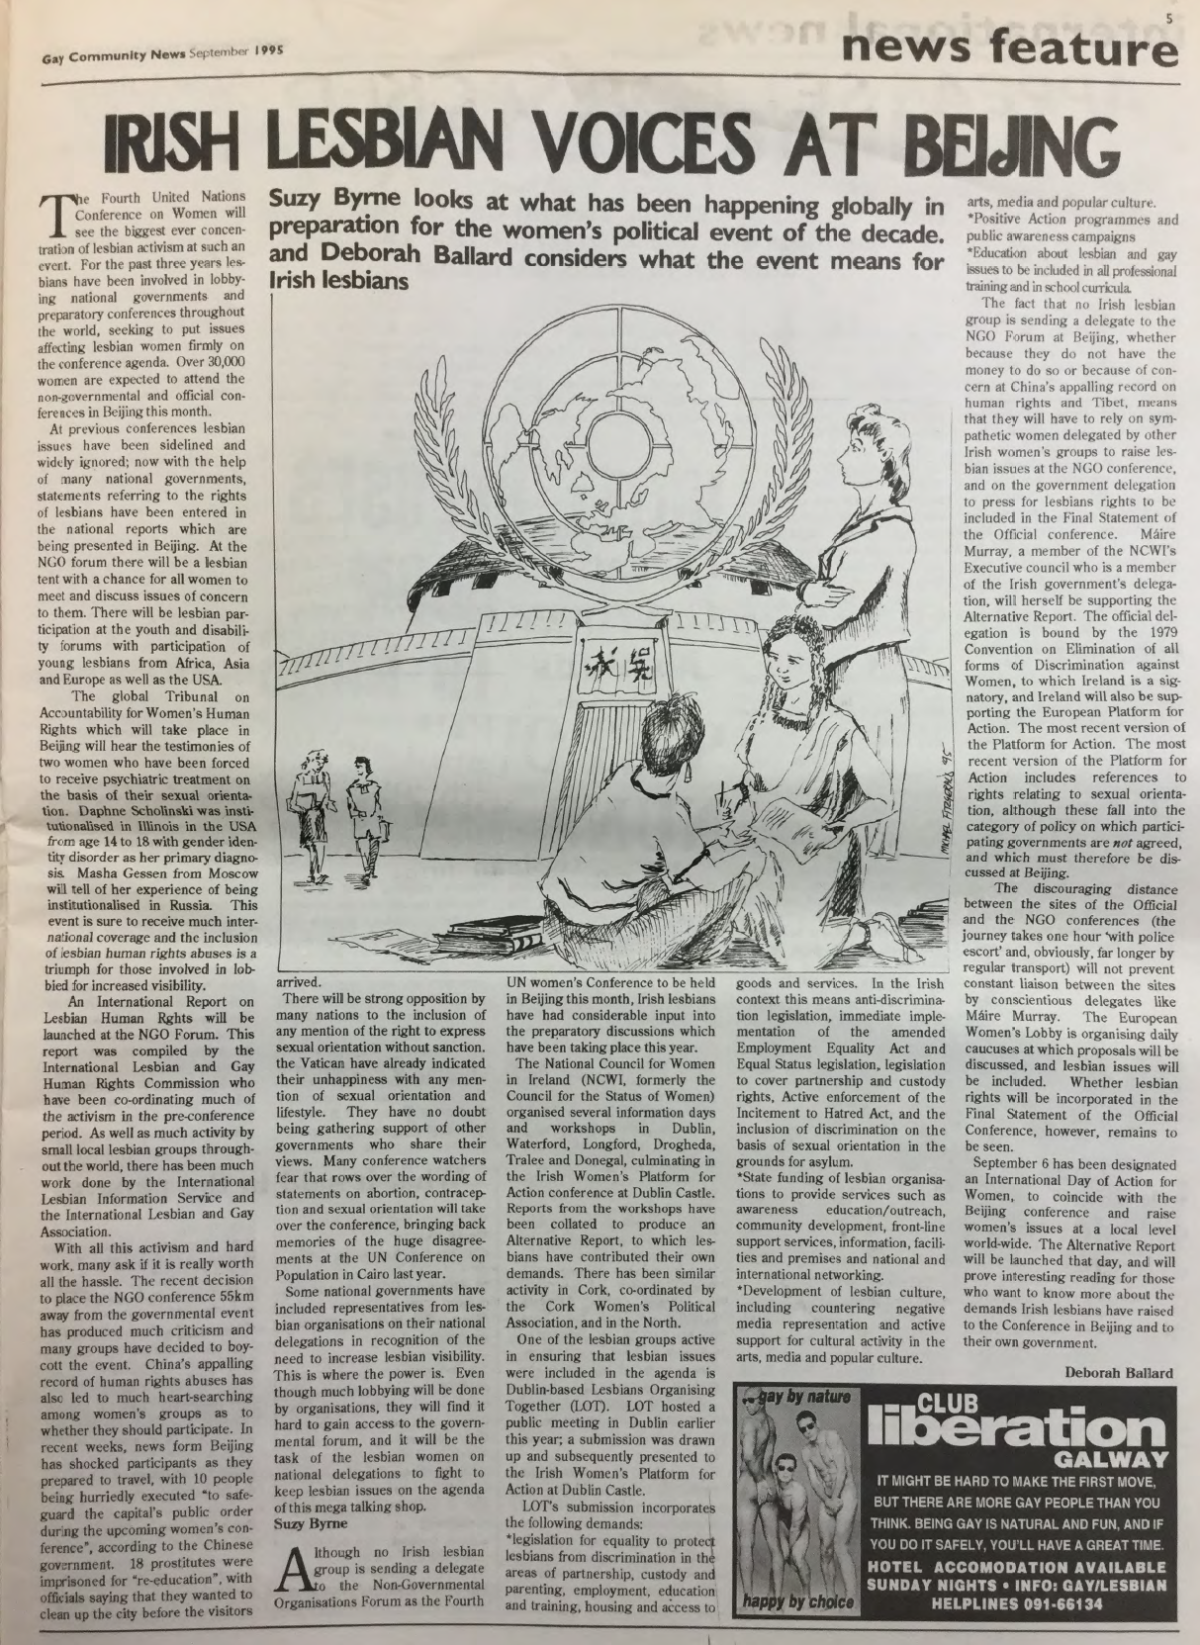 5
Gay Community News September 1995
news feature
IRISH LESBIAN VOICES AT BEIJING
Suzy Byrne looks at what has been happening globally in
preparation for the women's political event of the decade.
and Deborah Ballard considers what the event means for
Irish lesbians
The Fourth United Nations
Conference on Women will
see the biggest ever concen-
tration of lesbian activism at such an
event. For the past three years les-
bians have been involved in lobby-
ing national governments and
preparatory conferences throughout
the world, seeking to put issues
affecting lesbian women firmly on
the conference agenda. Over 30,000
women are expected to attend the
non-governmental and official con-
ferences in Beijing this month.
At previous conferences lesbian
issues have been sidelined and
widely ignored; now with the help
of many national governments,
statements referring to the rights
of lesbians have been entered in
the national reports which are
being presented in Beijing. At the
NGO forum there will be a lesbian
tent with a chance for all women to
meet and discuss issues of concern
to them. There will be lesbian par-
ticipation at the youth and disabili-
ty forums with participation of
young lesbians from Africa, Asia
and Europe as well as the USA.
The global Tribunal on
Accountability for Women's Human
Rights which will take place in
Beijing will hear the testimonies of
two women who have been forced
to receive psychiatric treatment on
the basis of their sexual orienta-
tion. Daphne Scholinski was insti-
tutionalised in Illinois in the USA
from age 14 to 18 with gender iden-
tity disorder as her primary diagno-
sis. Masha Gessen from Moscow
will tell of her experience of being
institutionalised in Russia. This
event is sure to receive much inter-
national coverage and the inclusion
of lesbian human rights abuses is a
triumph for those involved in lob-
bied for increased visibility.
An International Report on
Lesbian Human Rghts will be
launched at the NGO Forum. This
report was compiled by the
International Lesbian and Gay
Human Rights Commission who
have been co-ordinating much of
the activism in the pre-conference
period. As well as much activity by
small local lesbian groups through-
out the world, there has been much
work done by the International
Lesbian Information Service and
the International Lesbian and Gay
Association.
With all this activism and hard
work, many ask if it is really worth
all the hassle. The recent decision
to place the NGO conference 55km
away from the governmental event
has produced much criticism and
many groups have decided to boy-
cott the event. China's appalling
record of human rights abuses has
also led to much heart-searching
among women's groups as to
whether they should participate. In
recent weeks, news form Beijing
has shocked participants as they
prepared to travel, with 10 people
being hurriedly executed "to safe-
guard the capital's public order
during the upcoming women's con-
ference", according to the Chinese
government. 18 prostitutes were
imprisoned for "re-education", with
officials saying that they wanted to
clean up the city before the visitors
MICHAEL FITZGERALD 95
arrived.
There will be strong opposition by
many nations to the inclusion of
any mention of the right to express
sexual orientation without sanction.
the Vatican have already indicated
their unhappiness with any men-
tion of sexual orientation and
lifestyle. They have no doubt
being gathering support of other
governments who share their
views. Many conference watchers
fear that rows over the wording of
statements on abortion, contracep-
tion and sexual orientation will take
over the conference, bringing back
memories of the huge disagree-
ments at the UN Conference on
Population in Cairo last year.
Some national governments have
included representatives from les-
bian organisations on their national
delegations in recognition of the
need to increase lesbian visibility.
This is where the power is. Even
though much lobbying will be done
by organisations, they will find it
hard to gain access to the govern-
mental forum, and it will be the
task of the lesbian women on
national delegations to fight to
keep lesbian issues on the agenda
of this mega talking shop.
Suzy Byrne
Although no Irish lesbian
group is sending a delegate
to the Non-Governmental
Organisations Forum as the Fourth
UN women's Conference to be held
in Beijing this month, Irish lesbians
have had considerable input into
the preparatory discussions which
have been taking place this year.
The National Council for Women
in Ireland (NCWI, formerly the
Council for the Status of Women)
organised several information days
and workshops in Dublin,
Waterford, Longford, Drogheda,
Tralee and Donegal, culminating in
the Irish Women's Platform for
Action conference at Dublin Castle.
Reports from the workshops have
been collated to produce an
Alternative Report, to which les-
bians have contributed their own
demands. There has been similar
activity in Cork, co-ordinated by
the Cork Women's Political
Association, and in the North.
One of the lesbian groups active
in ensuring that lesbian issues
were included in the agenda is
Dublin-based Lesbians Organising
Together (LOT). LOT hosted a
public meeting in Dublin earlier
this year; a submission was drawn
up and subsequently presented to
the Irish Women's Platform for
Action at Dublin Castle.
LOT's submission incorporates
the following demands:
*legislation for equality to protect
lesbians from discrimination in the
areas of partnership, custody and
parenting, employment, education
and training, housing and access to
goods and services. In the Irish
context this means anti-discrimina-
tion legislation, immediate imple-
mentation of the amended
Employment Equality Act and
Equal Status legislation, legislation
to cover partnership and custody
rights, Active enforcement of the
Incitement to Hatred Act, and the
inclusion of discrimination on the
basis of sexual orientation in the
grounds for asylum.
*State funding of lesbian organisa-
tions to provide services such as
awareness education/outreach,
community development, front-line
support services, information, facili-
ties and premises and national and
international networking.
*Development of lesbian culture,
including countering negative
media representation and active
support for cultural activity in the
arts, media and popular culture.
arts, media and popular culture.
*Positive Action programmes and
public awareness campaigns
*Education about lesbian and gay
issues to be included in all professional
training and in school curricula.
The fact that no Irish lesbian
group is sending a delegate to the
NGO Forum at Beijing, whether
because they do not have the
money to do so or because of con-
cern at China's appalling record on
human rights and Tibet, means
that they will have to rely on sym-
pathetic women delegated by other
Irish women's groups to raise les-
bian issues at the NGO conference,
and on the government delegation
to press for lesbians rights to be
included in the Final Statement of
the Official conference. Máire
Murray, a member of the NCWI's
Executive council who is a member
of the Irish government's delega-
tion, will herself be supporting the
Alternative Report. The official del-
egation is bound by the 1979
Convention on Elimination of all
forms of Discrimination against
Women, to which Ireland is a sig-
natory, and Ireland will also be sup-
porting the European Platform for
Action. The most recent version of
the Platform for Action. The most
recent version of the Platform for
Action includes references to
rights relating to sexual orienta-
tion, although these fall into the
category of policy on which partici-
pating governments are not agreed,
and which must therefore be dis-
cussed at Beijing.
The discouraging distance
between the sites of the Official
and the NGO conferences (the
journey takes one hour 'with police
escort' and, obviously, far longer by
regular transport) will not prevent
constant liaison between the sites
by conscientious delegates like
Máire Murray. The European
Women's Lobby is organising daily
caucuses at which proposals will be
discussed, and lesbian issues will
be included. Whether lesbian
rights will be incorporated in the
Final Statement of the Official
Conference, however, remains to
be seen.
September 6 has been designated
an International Day of Action for
Women, to coincide with the
Beijing conference and raise
women's issues at a local level
world-wide. The Alternative Report
will be launched that day, and will
prove interesting reading for those
who want to know more about the
demands Irish lesbians have raised
to the Conference in Beijing and to
their own government.
Deborah Ballard
gay by nature
happy by choice
CLUB
liberation
GALWAY
IT MIGHT BE HARD TO MAKE THE FIRST MOVE,
BUT THERE ARE MORE GAY PEOPLE THAN YOU
THINK. BEING GAY IS NATURAL AND FUN, AND IF
YOU DO IT SAFELY, YOU'LL HAVE A GREAT TIME.
HOTEL ACCOMODATION AVAILABLE
SUNDAY NIGHTS • INFO: GAY/LESBIAN
HELPLINES 091-66134